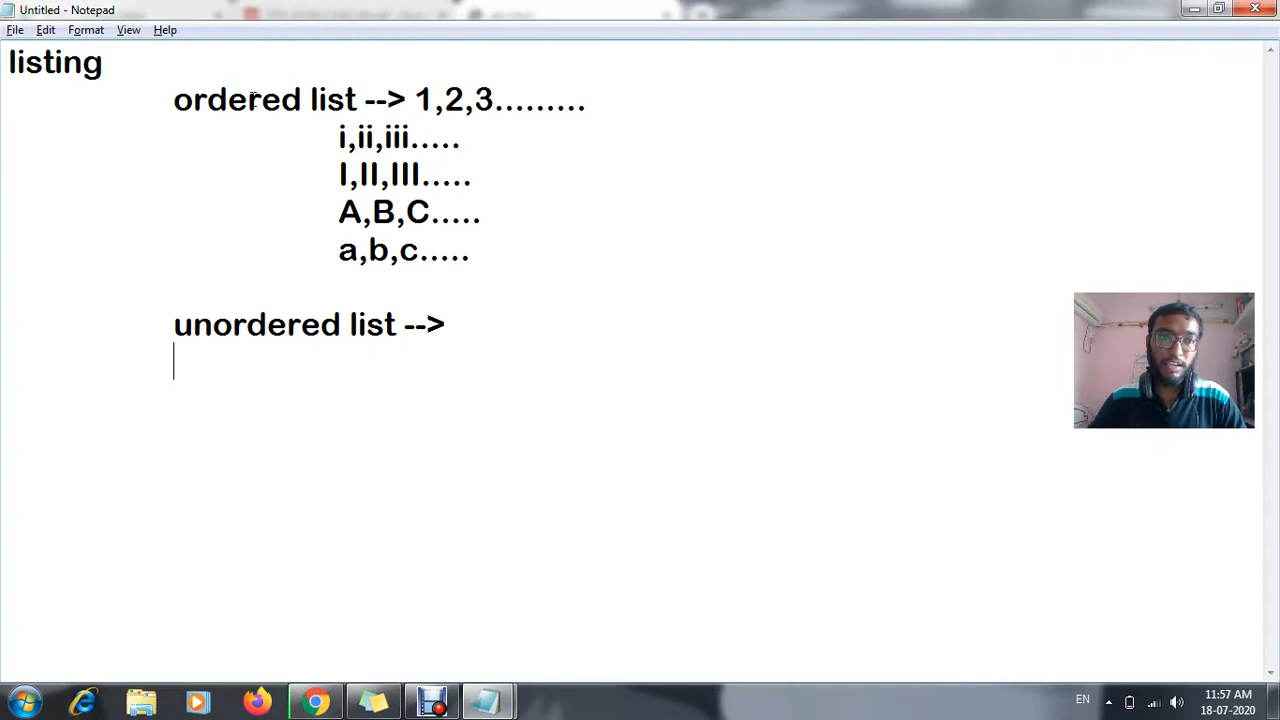 Untitled - Notepad
File Edit Format View Help
listing
ordered list --> 1,2,3.........
i,ii,iii.....
I,II,III.....
A,B,C.....
a,b,c.....
unordered list -->
EN
11:57 AM
18-07-2020